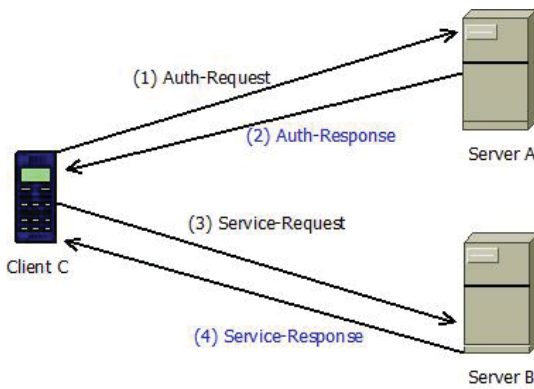 (1) Auth-Request
(2) Auth-Response
Server A
(3) Service-Request
Client C
(4) Service-Response
Server B